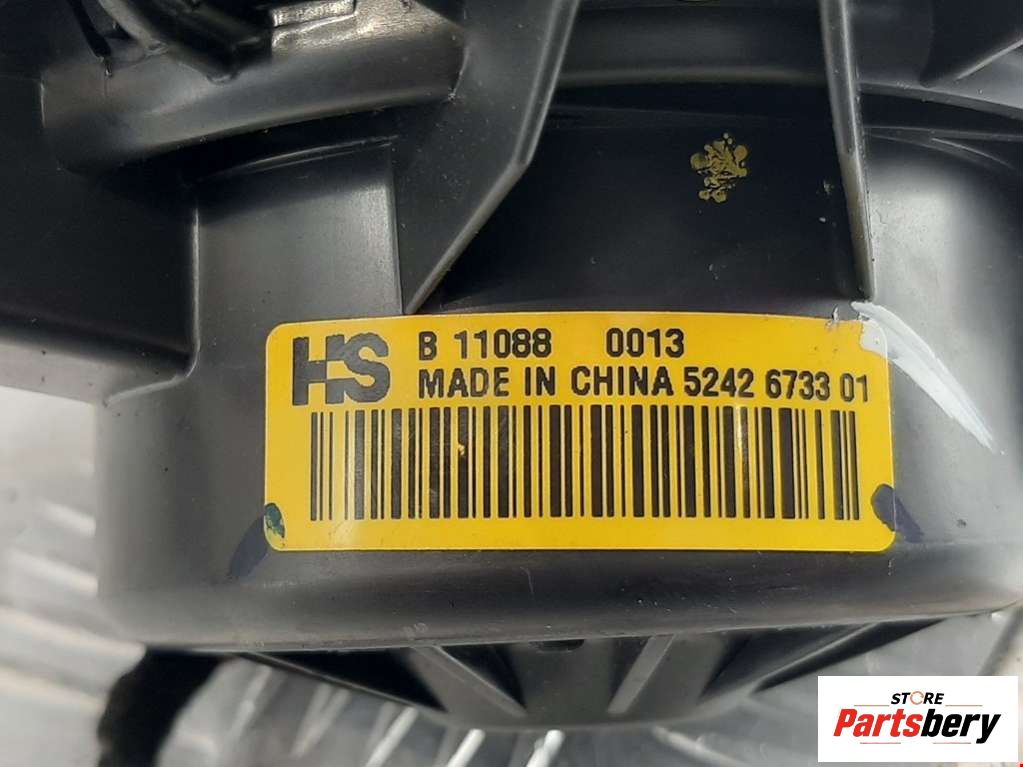 HS B 11088 0013
MADE IN CHINA 5242 6733 01
STORE
Partsbery